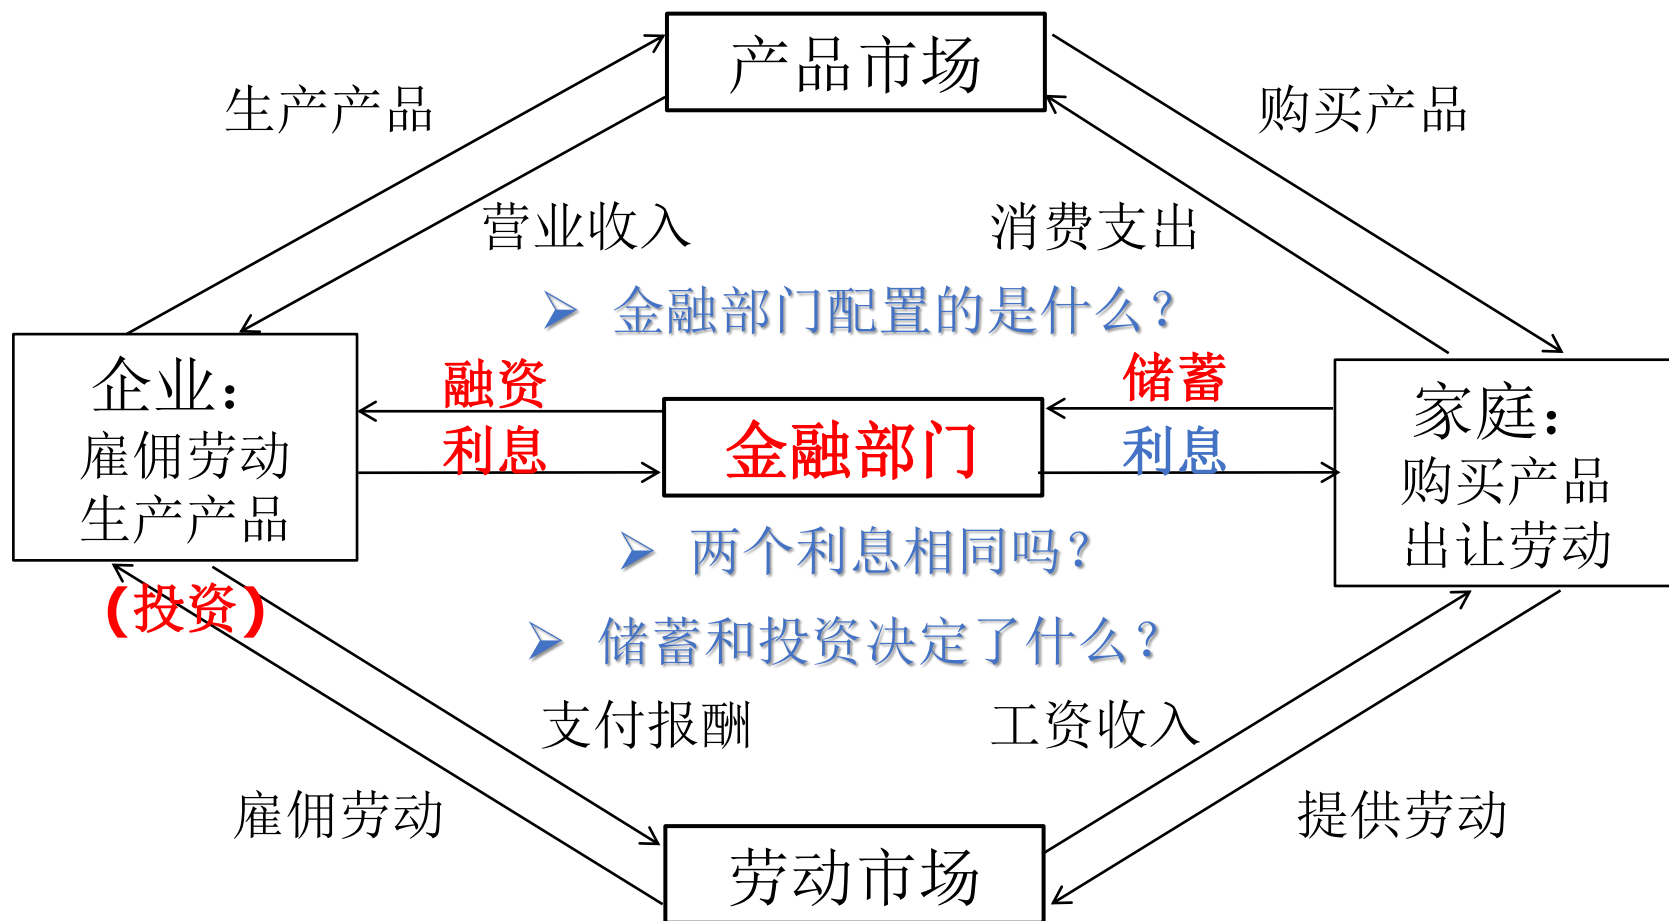 产品市场
生产产品
购买产品
营业收入
消费支出
➢ 金融部门配置的是什么？
企业：
雇佣劳动
生产产品
融资
利息
金融部门
储蓄
利息
家庭：
购买产品
出让劳动
➢ 两个利息相同吗？
(投资)
➢ 储蓄和投资决定了什么？
支付报酬
工资收入
雇佣劳动
提供劳动
劳动市场